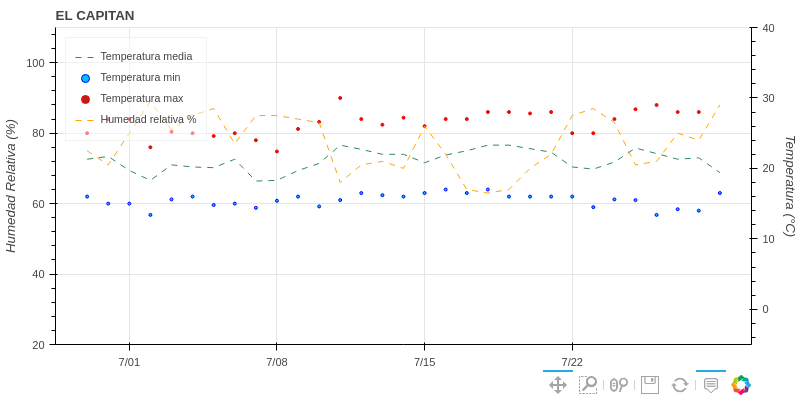 EL CAPITAN
Temperatura media
Temperatura min
Temperatura max
Humedad relativa %
Humedad Relativa (%)
100
80
60
40
20
40
30
20
10
0
Temperatura (°C)
7/01
7/08
7/15
7/22